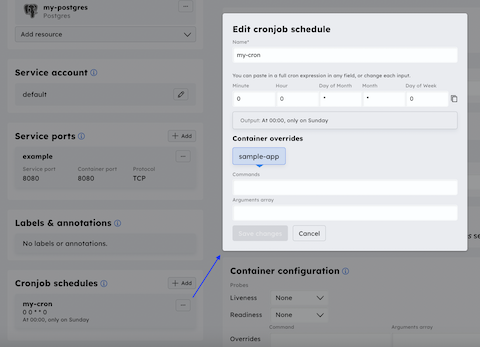 my-postgres
Postgres
Add resource
Service account
default
Service ports
+ Add
example
Service port
Container port
Protocol
8080
8080
TCP
Labels & annotations
No labels or annotations.
Cronjob schedules
+ Add
my-cron
0 0 * * 0
At 00:00, only on Sunday
Edit cronjob schedule
Name*
my-cron
You can paste in a full cron expression in any field, or change each input.
Minute
Hour
Day of Month
Month
Day of Week
0
0
*
*
0
Output: At 00:00, only on Sunday
Container overrides
sample-app
Commands
Arguments array
Save changes
Cancel
Container configuration
Probes
Liveness
None
Readiness
None
Command
Arguments array
Overrides